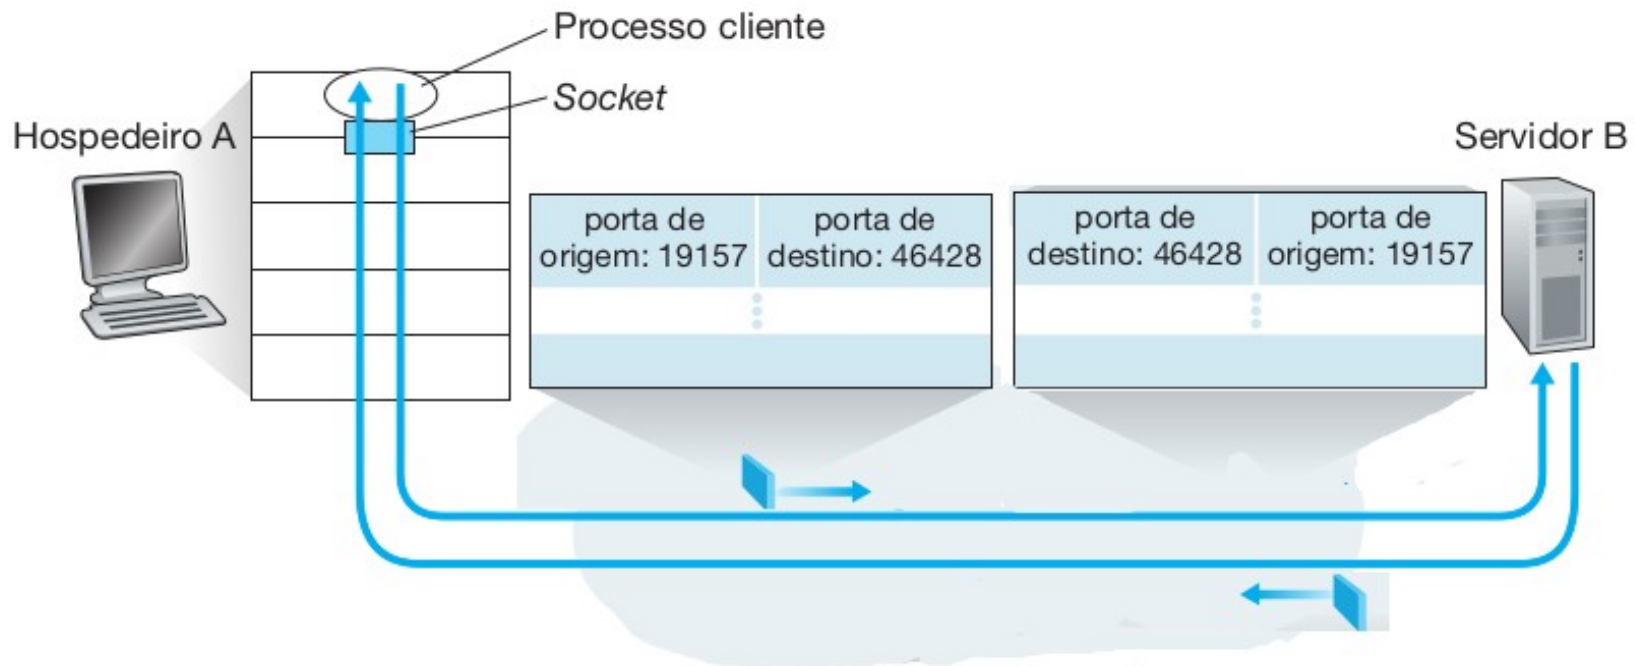 Processo cliente
Socket
Hospedeiro A
Servidor B
porta de
origem: 19157
porta de
destino: 46428
porta de
destino: 46428
porta de
origem: 19157